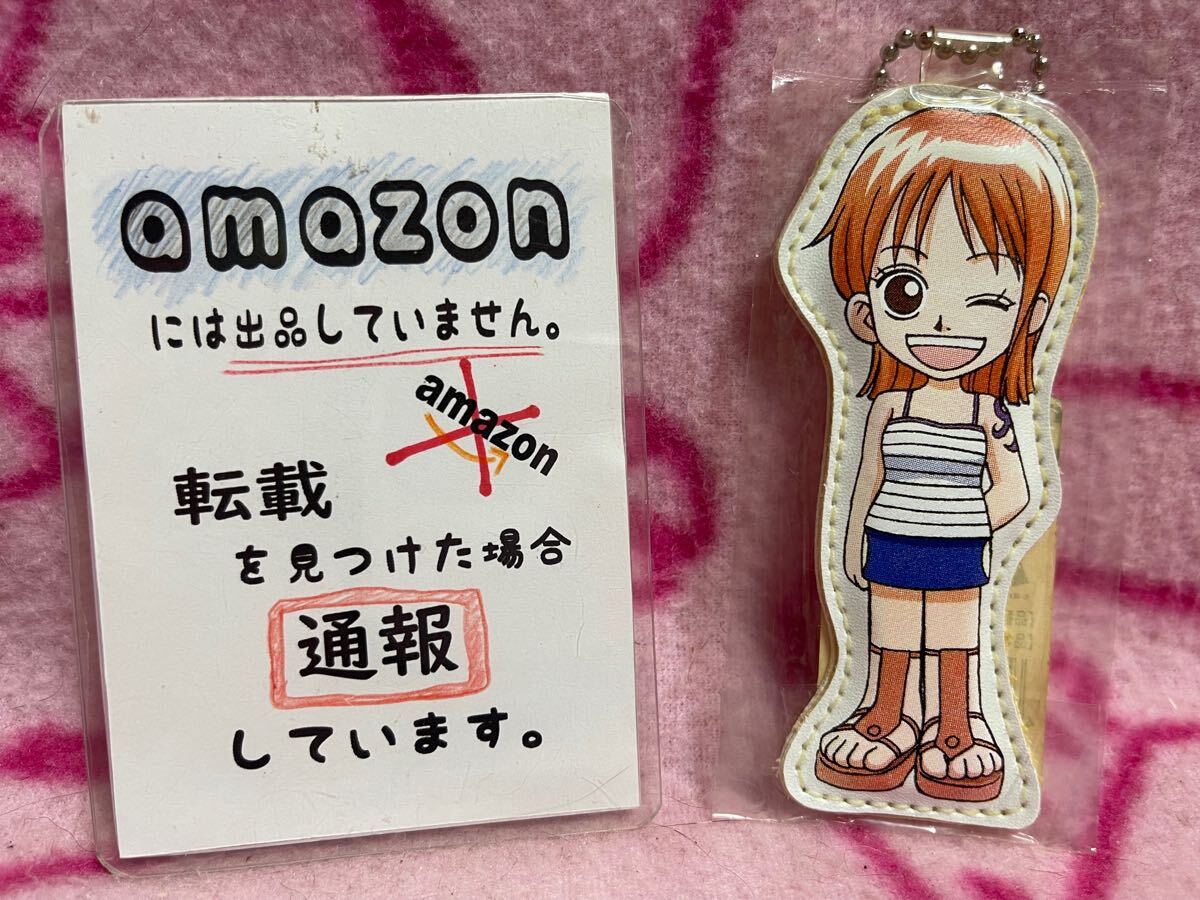 amazon
には出品していません。
amazon
転載
を見つけた場合
通報
しています。